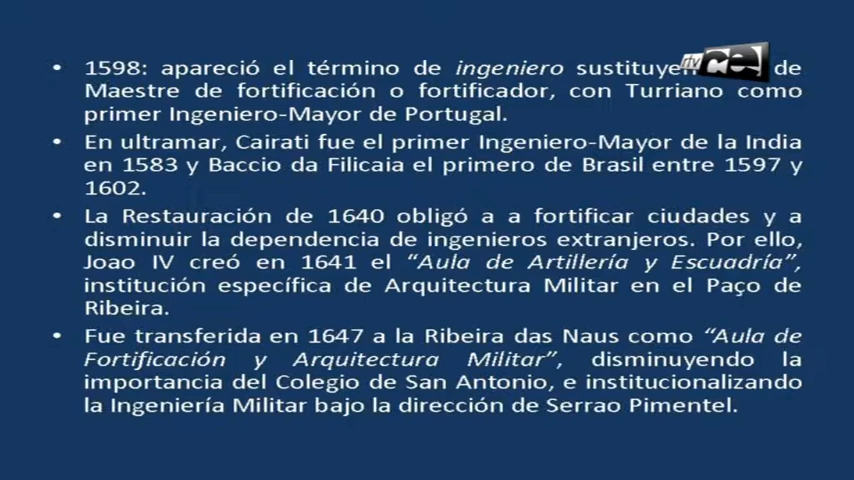 • 1598: apareció el término de ingeniero sustituyen de
Maestre de fortificación o fortificador, con Turriano como
primer Ingeniero-Mayor de Portugal.
• En ultramar, Cairati fue el primer Ingeniero-Mayor de la India
en 1583 y Baccio da Filicaia el primero de Brasil entre 1597 y
1602.
• La Restauración de 1640 obligó a a fortificar ciudades y a
disminuir la dependencia de ingenieros extranjeros. Por ello,
Joao IV creó en 1641 el “Aula de Artillería y Escuadría”,
institución específica de Arquitectura Militar en el Paço de
Ribeira.
• Fue transferida en 1647 a la Ribeira das Naus como “Aula de
Fortificación y Arquitectura Militar”, disminuyendo la
importancia del Colegio de San Antonio, e institucionalizando
la Ingeniería Militar bajo la dirección de Serrao Pimentel.